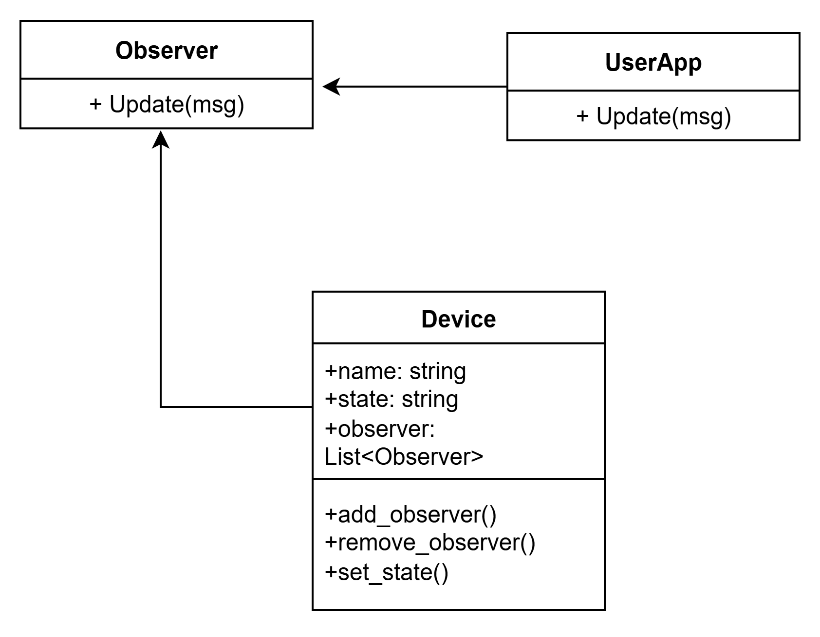 Observer
+ Update(msg)
UserApp
+ Update(msg)
Device
+name: string
+state: string
+observer:
List<Observer>
+add_observer()
+remove_observer()
+set_state()